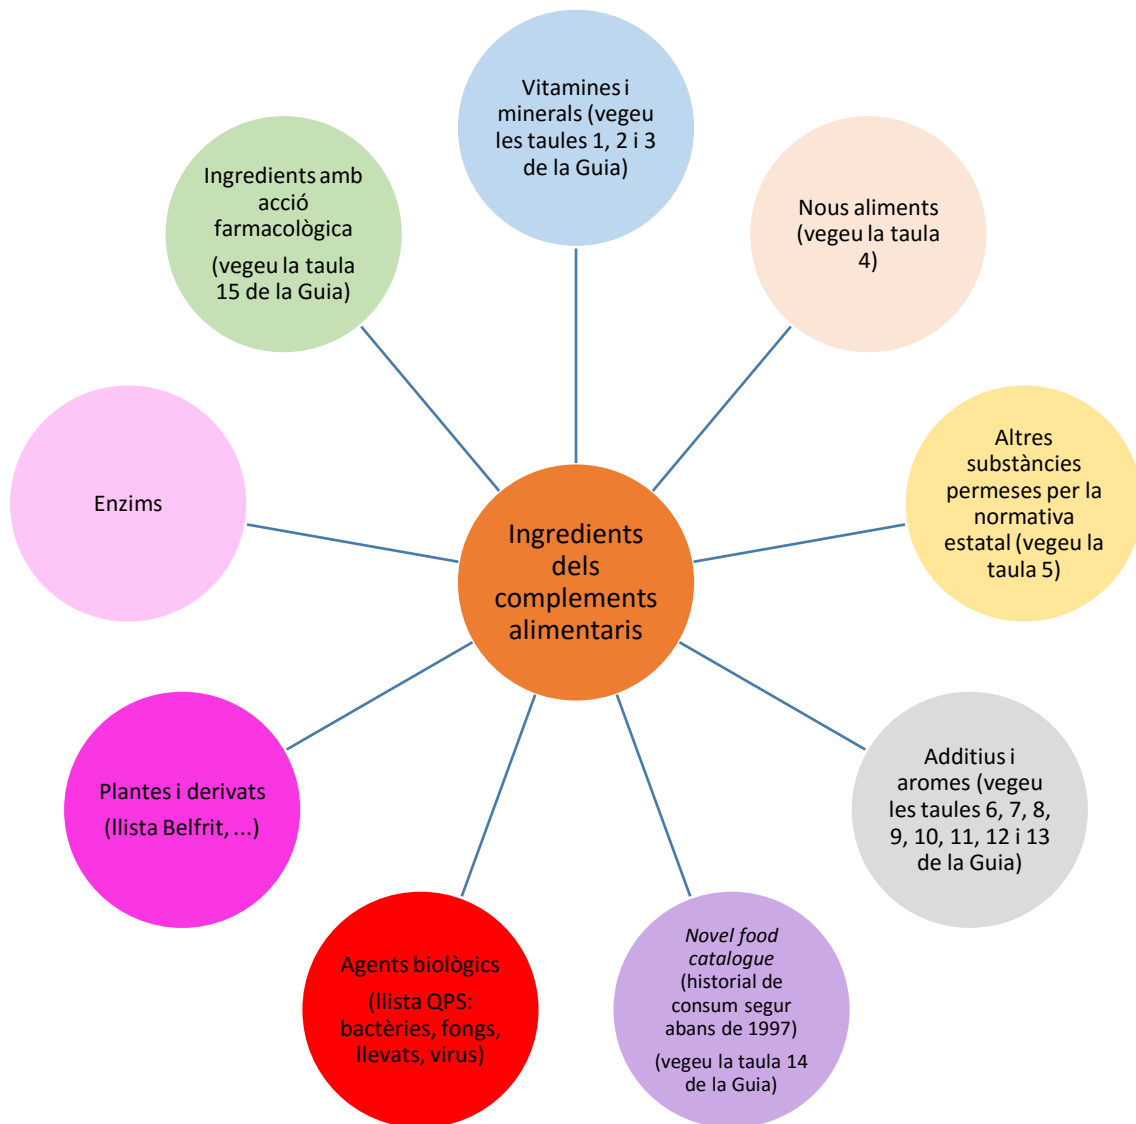 Vitamines i
minerals (vegeu
les taules 1, 2 i 3
de la Guia)
Nous aliments
(vegeu la taula
4)
Altres
substàncies
permeses per la
normativa
estatal (vegeu la
taula 5)
Additius i
aromes (vegeu
les taules 6, 7, 8,
9, 10, 11, 12 i 13
de la Guia)
Novel food
catalogue
(historial de
consum segur
abans de 1997)
(vegeu la taula 14
de la Guia)
Agents biològics
(llista QPS:
bactèries, fongs,
llevats, virus)
Plantes i derivats
(llista Belfrit, ...)
Enzims
Ingredients amb
acció
farmacològica
(vegeu la taula
15 de la Guia)
Ingredients
dels
complements
alimentaris